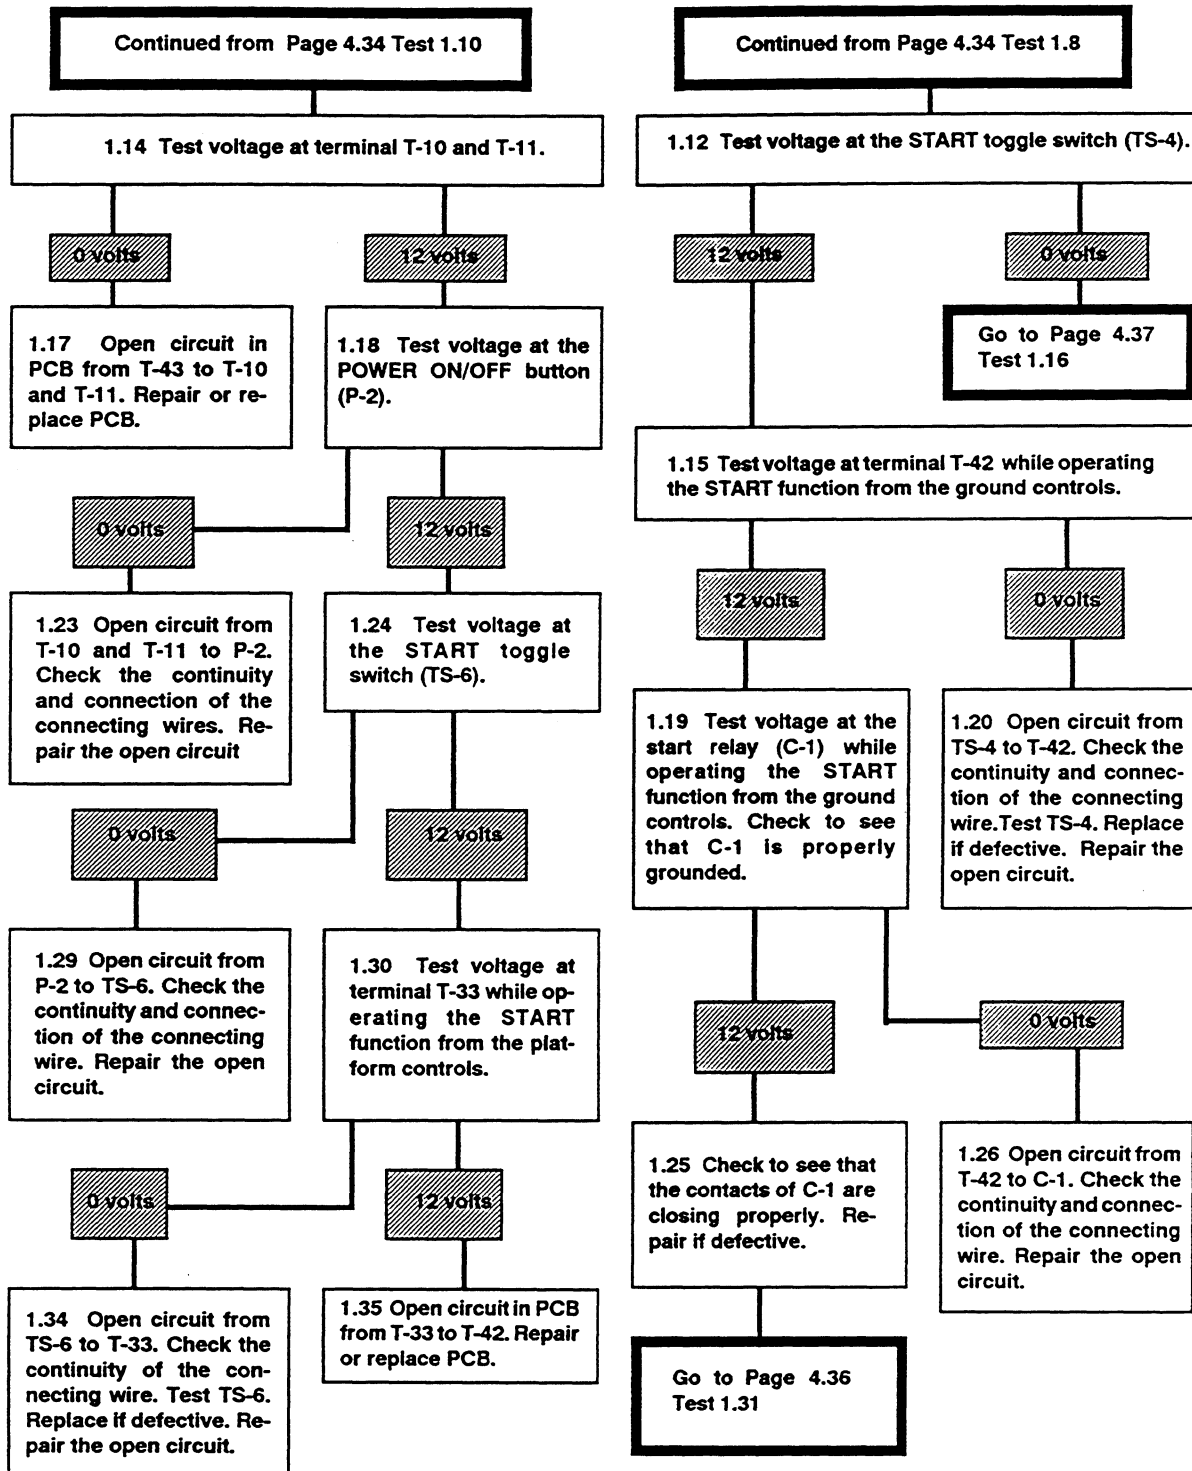 Continued from Page 4.34 Test 1.10
1.14 Test voltage at terminal T-10 and T-11.
0 volts
12 volts
1.17 Open circuit in
PCB from T-43 to T-10
and T-11. Repair or re-
place PCB.
1.18 Test voltage at the
POWER ON/OFF button
(P-2).
0 volts
12 volts
1.23 Open circuit from
T-10 and T-11 to P-2.
Check the continuity
and connection of the
connecting wires. Re-
pair the open circuit
1.24 Test voltage at
the START toggle
switch (TS-6).
0 volts
12 volts
1.29 Open circuit from
P-2 to TS-6. Check the
continuity and connec-
tion of the connecting
wire. Repair the open
circuit.
1.30 Test voltage at
terminal T-33 while op-
erating the START
function from the plat-
form controls.
0 volts
12 volts
1.34 Open circuit from
TS-6 to T-33. Check the
continuity of the con-
necting wire. Test TS-6.
Replace if defective. Re-
pair the open circuit.
1.35 Open circuit in PCB
from T-33 to T-42. Repair
or replace PCB.
Continued from Page 4.34 Test 1.8
1.12 Test voltage at the START toggle switch (TS-4).
12 volts
0 volts
Go to Page 4.37
Test 1.16
1.15 Test voltage at terminal T-42 while operating
the START function from the ground controls.
12 volts
0 volts
1.19 Test voltage at the
start relay (C-1) while
operating the START
function from the ground
controls. Check to see
that C-1 is properly
grounded.
1.20 Open circuit from
TS-4 to T-42. Check the
continuity and connec-
tion of the connecting
wire.Test TS-4. Replace
if defective. Repair the
open circuit.
12 volts
0 volts
1.25 Check to see that
the contacts of C-1 are
closing properly. Re-
pair if defective.
1.26 Open circuit from
T-42 to C-1. Check the
continuity and connec-
tion of the connecting
wire. Repair the open
circuit.
Go to Page 4.36
Test 1.31